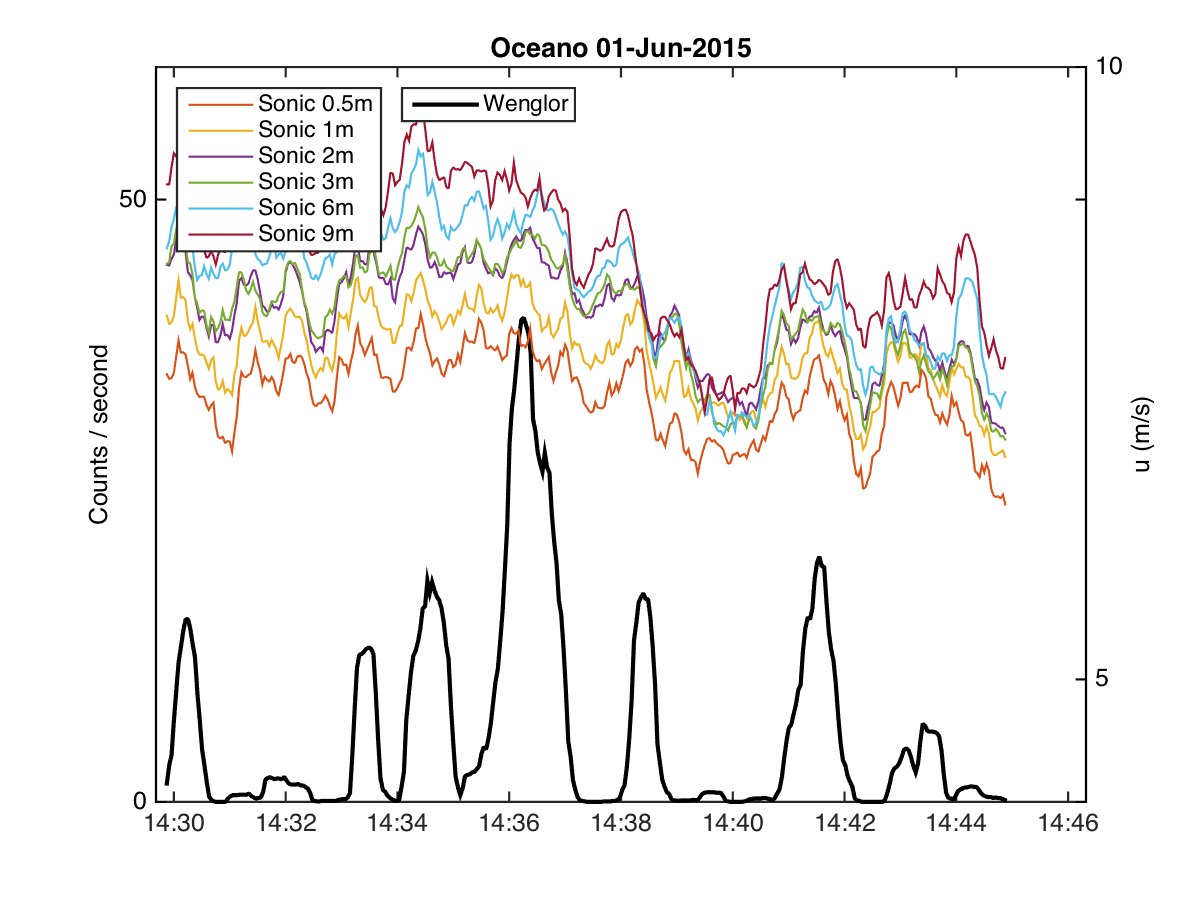 Oceano 01-Jun-2015
10
Sonic 0.5m
Sonic 1m
Sonic 2m
Sonic 3m
Sonic 6m
Sonic 9m
Wenglor
50
Counts / second
u (m/s)
5
0
14:30 14:32 14:34 14:36 14:38 14:40 14:42 14:44 14:46